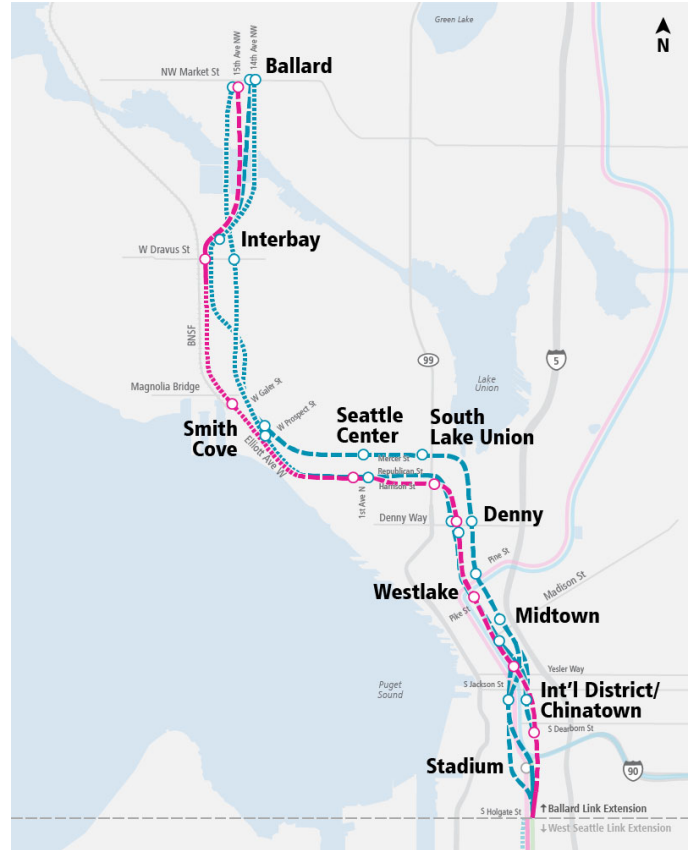 Green Lake
N
15th Ave NW
14th Ave NW
Ballard
NW Market St
Interbay
W Dravus St
BNSF
99
5
Lake
Union
Magnolia Bridge
W Galer St
W Prospect St
Smith
Cove
Elliott Ave W
Seattle
Center
South
Lake Union
Mercer St
Republican St
Harrison St
1st Ave N
Denny Way
Denny
Pine St
Madison St
Westlake
Pike St
Midtown
Yesler Way
Puget
Sound
S Jackson St
Int'l District/
Chinatown
S Dearborn St
Stadium
90
S Holgate St
↑Ballard Link Extension
↓West Seattle Link Extension